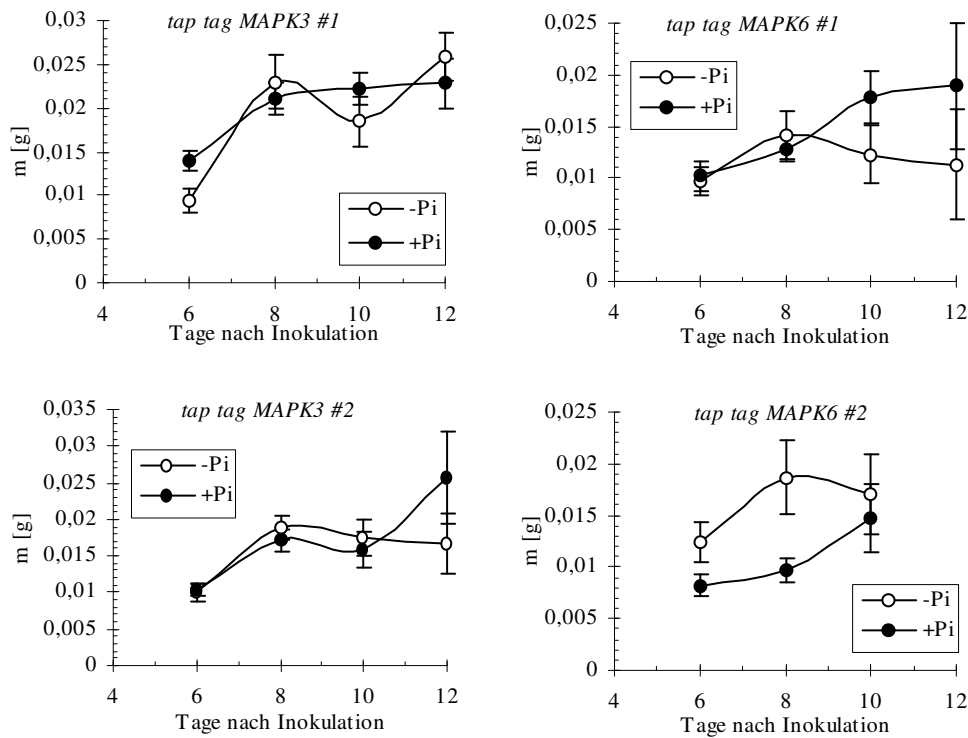 tap tag MAPK3 #1
0,03
0,025
0,02
0,015
0,01
0,005
0
m [g]
-Pi
+Pi
4 6 8 10 12
Tage nach Inokulation
tap tag MAPK6 #1
0,025
0,02
0,015
0,01
0,005
0
m [g]
-Pi
+Pi
4 6 8 10 12
Tage nach Inokulation
tap tag MAPK3 #2
0,035
0,03
0,025
0,02
0,015
0,01
0,005
0
m [g]
-Pi
+Pi
4 6 8 10 12
Tage nach Inokulation
tap tag MAPK6 #2
0,025
0,02
0,015
0,01
0,005
0
m [g]
-Pi
+Pi
4 6 8 10 12
Tage nach Inokulation